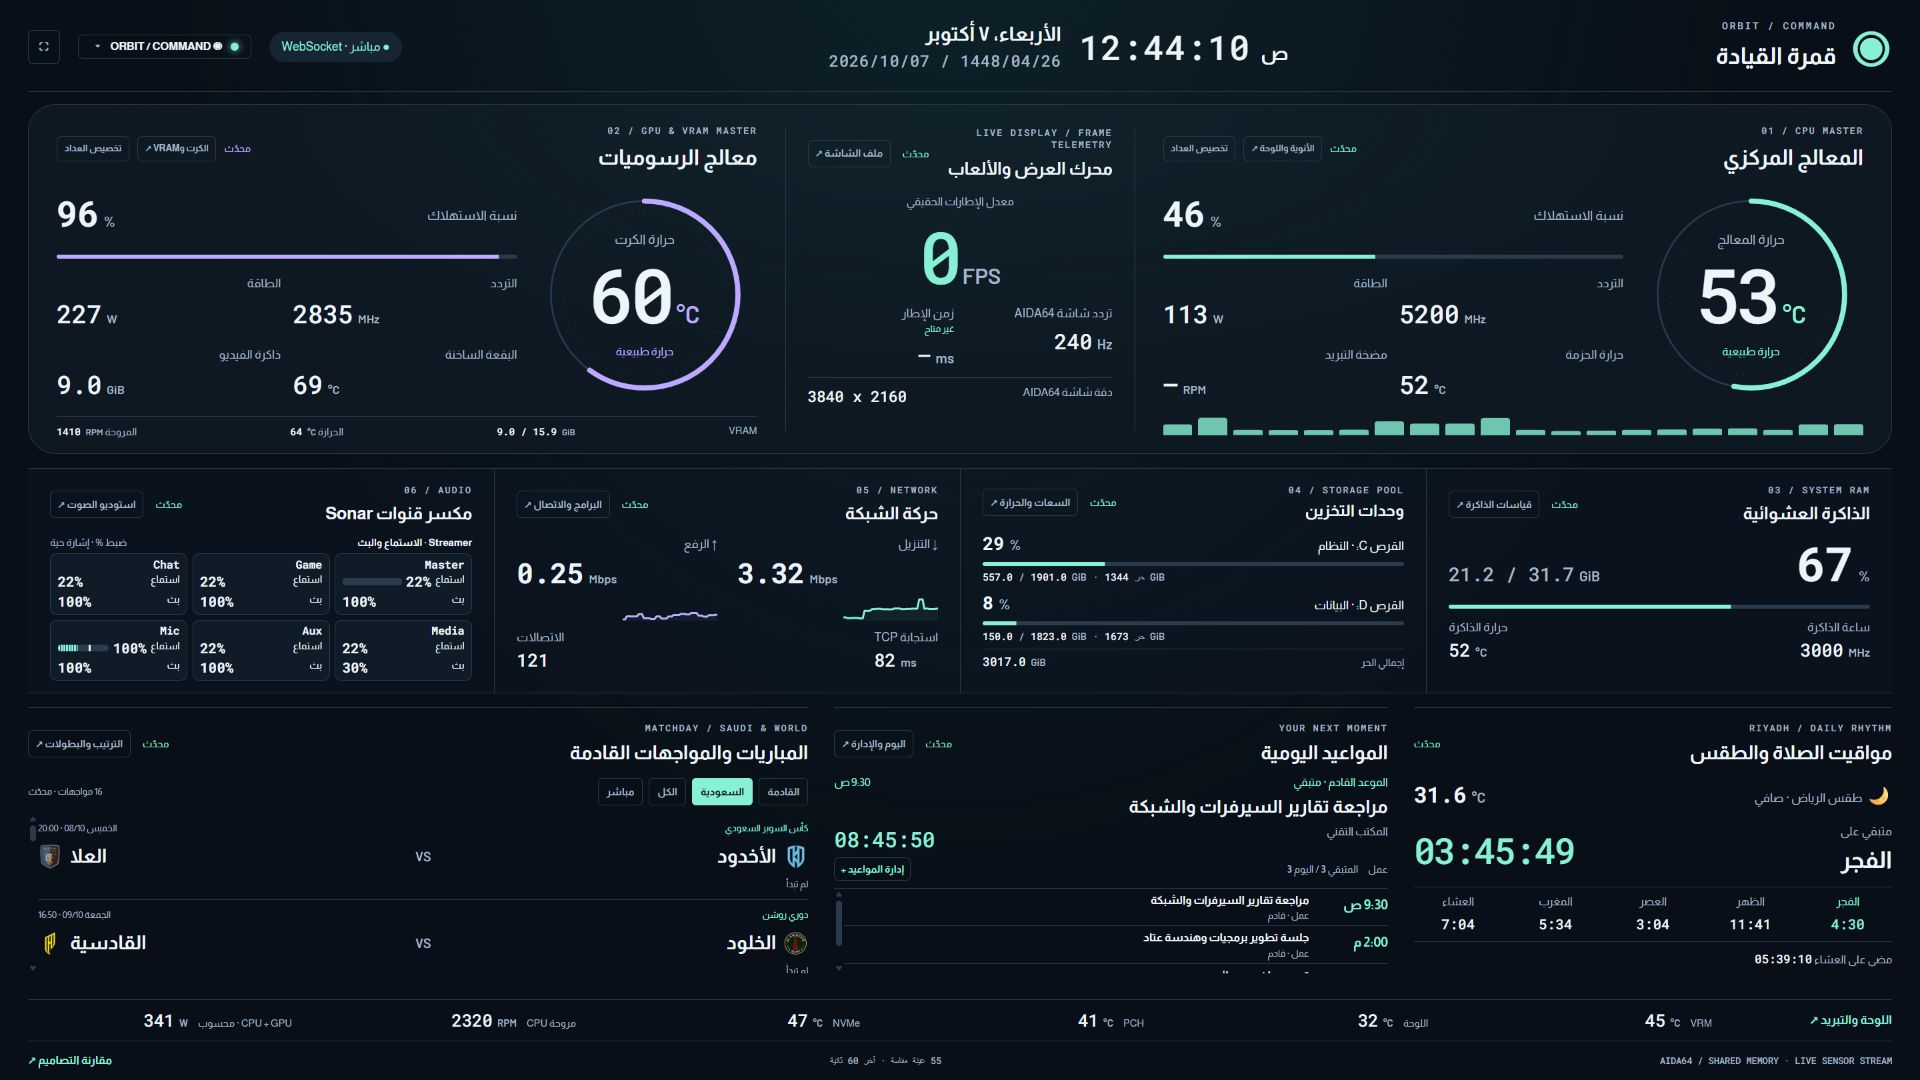 ORBIT / COMMAND
قمرة القيادة
12:44:10 ص
الأربعاء، ٧ أكتوبر
2026/10/07 / 1448/04/26
مباشر · WebSocket
ORBIT / COMMAND
01 / CPU MASTER
المعالج المركزي
محدّث
الأنوية واللوحة ↗
تخصيص العداد
حرارة المعالج
53 °C
حرارة طبيعية
نسبة الاستهلاك
46 %
التردد
5200 MHz
الطاقة
113 W
حرارة الحزمة
52 °C
مضخة التبريد
— RPM
LIVE DISPLAY / FRAME TELEMETRY
محرك العرض والألعاب
محدّث
ملف الشاشة ↗
معدل الإطارات الحقيقي
0 FPS
تردد شاشة AIDA64
240 Hz
زمن الإطار
غير متاح
— ms
دقة شاشة AIDA64
3840 x 2160
02 / GPU & VRAM MASTER
معالج الرسوميات
محدّث
الكرت وVRAM ↗
تخصيص العداد
حرارة الكرت
60 °C
حرارة طبيعية
نسبة الاستهلاك
96 %
التردد
2835 MHz
الطاقة
227 W
البقعة الساخنة
69 °C
ذاكرة الفيديو
9.0 GiB
VRAM
9.0 / 15.9 GiB
الحرارة 64 °C
المروحة 1410 RPM
03 / SYSTEM RAM
الذاكرة العشوائية
محدّث
قياسات الذاكرة ↗
67 %
21.2 / 31.7 GiB
ساعة الذاكرة
3000 MHz
حرارة الذاكرة
52 °C
04 / STORAGE POOL
وحدات التخزين
محدّث
السعات والحرارة ↗
القرص C: · النظام
29 %
557.0 / 1901.0 GiB · 1344 حر GiB
القرص D: · البيانات
8 %
150.0 / 1823.0 GiB · 1673 حر GiB
إجمالي الحر
3017.0 GiB
05 / NETWORK
حركة الشبكة
محدّث
البرامج والاتصال ↗
↓ التنزيل
3.32 Mbps
↑ الرفع
0.25 Mbps
استجابة TCP
82 ms
الاتصالات
121
06 / AUDIO
مكسر قنوات Sonar
محدّث
استوديو الصوت ↗
Streamer · الاستماع والبث
ضبط % · إشارة حية
Master
استماع 22%
بث 100%
Game
استماع 22%
بث 100%
Chat
استماع 22%
بث 100%
Media
استماع 22%
بث 30%
Aux
استماع 22%
بث 100%
Mic
استماع 100%
بث 100%
RIYADH / DAILY RHYTHM
مواقيت الصلاة والطقس
محدّث
طقس الرياض · صافي
31.6 °C
متبقي على
الفجر
03:45:49
الفجر
4:30
الظهر
11:41
العصر
3:04
المغرب
5:34
العشاء
7:04
مضى على العشاء 05:39:10
YOUR NEXT MOMENT
المواعيد اليومية
محدّث
اليوم والإدارة ↗
الموعد القادم · متبقي
9:30 ص
مراجعة تقارير السيرفرات والشبكة
المكتب التقني
08:45:50
عمل
المتبقي 3 / اليوم 3
إدارة المواعيد +
9:30 ص
مراجعة تقارير السيرفرات والشبكة
عمل · قادم
2:00 م
جلسة تطوير برمجيات وهندسة عتاد
عمل · قادم
MATCHDAY / SAUDI & WORLD
المباريات والمواجهات القادمة
محدّث
الترتيب والبطولات ↗
القادمة
السعودية
الكل
مباشر
16 مواجهات · محدّث
كأس السوبر السعودي
الخميس 08/10 · 20:00
الأخدود
VS
العلا
لم تبدأ
دوري روشن
الجمعة 09/10 · 16:50
الخلود
VS
القادسية
لم تبدأ
اللوحة والتبريد ↗
VRM
45 °C
اللوحة
32 °C
PCH
41 °C
NVMe
47 °C
مروحة CPU
2320 RPM
CPU + GPU · محسوب
341 W
AIDA64 / SHARED MEMORY · LIVE SENSOR STREAM
55 عينة مقاسة · آخر 60 ثانية
مقارنة التصاميم ↗